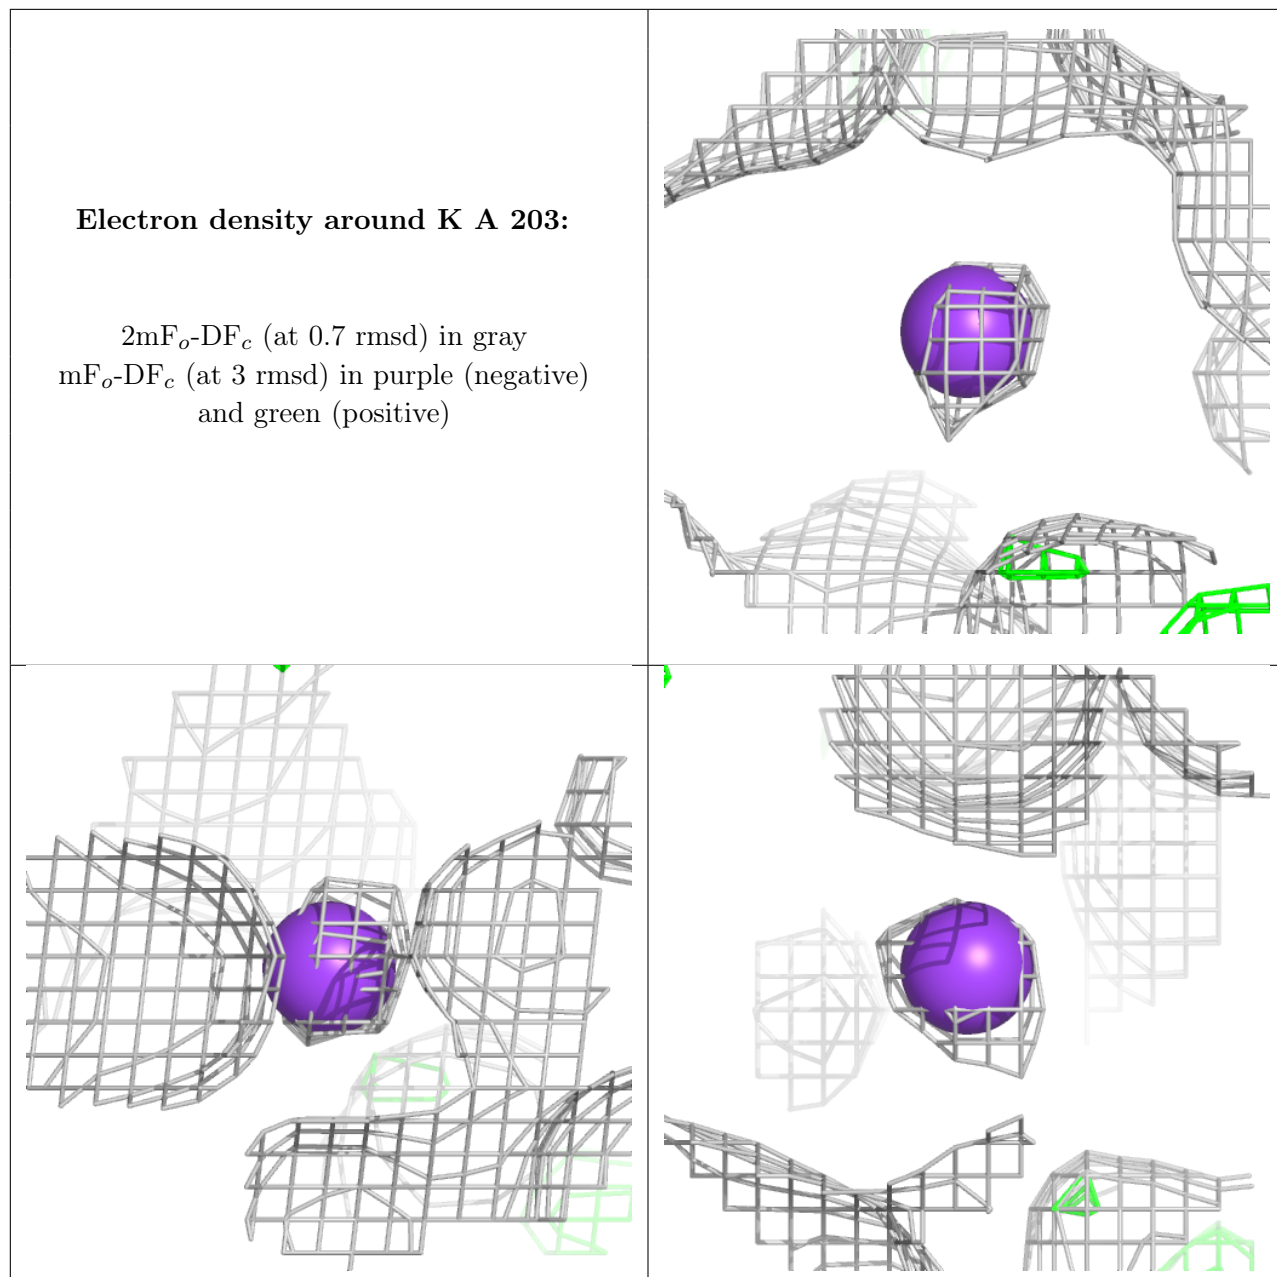 Electron density around K A 203:
2mFo-DFc (at 0.7 rmsd) in gray
mFo-DFc (at 3 rmsd) in purple (negative)
and green (positive)